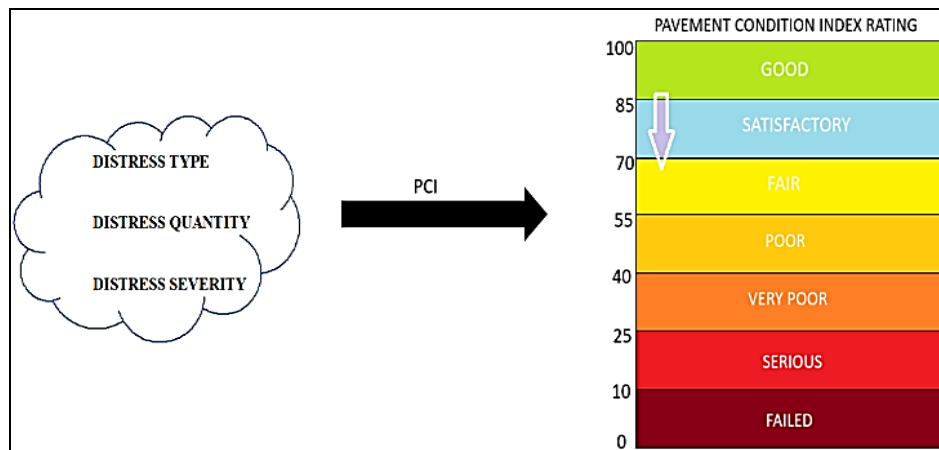 PAVEMENT CONDITION INDEX RATING
100
GOOD
85
SATISFACTORY
70
FAIR
55
POOR
40
VERY POOR
25
SERIOUS
10
FAILED
0
DISTRESS TYPE
DISTRESS QUANTITY
DISTRESS SEVERITY
PCI